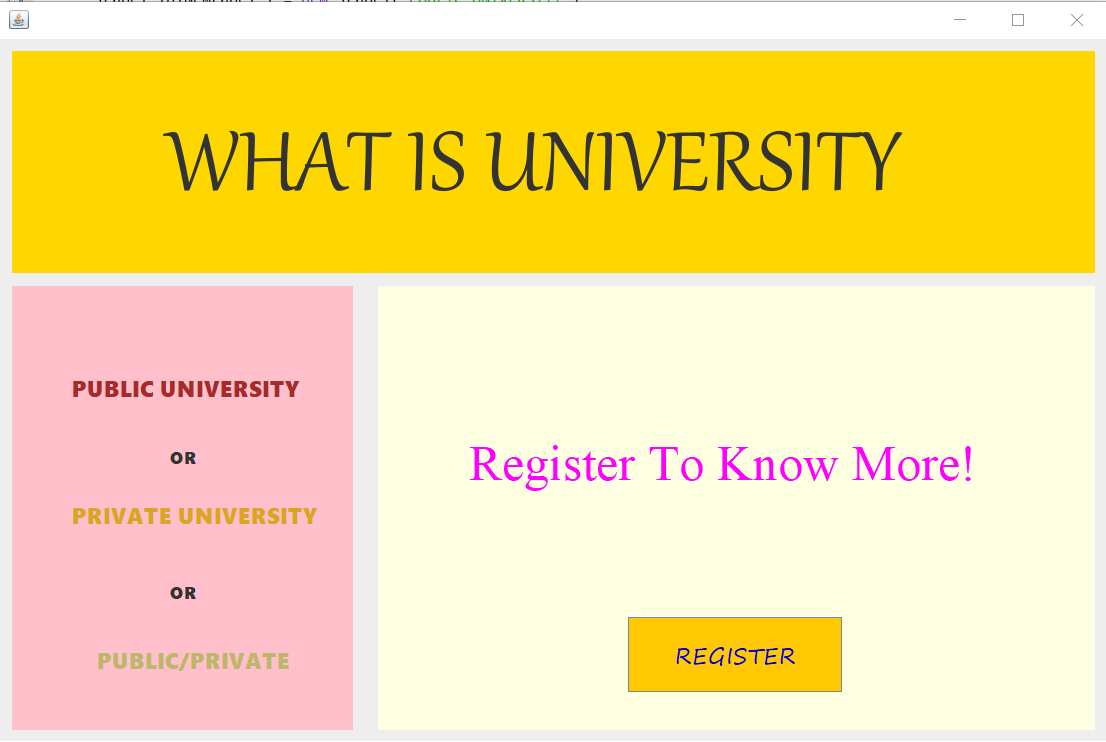 WHAT IS UNIVERSITY
PUBLIC UNIVERSITY
OR
PRIVATE UNIVERSITY
OR
PUBLIC/PRIVATE
Register To Know More!
REGISTER